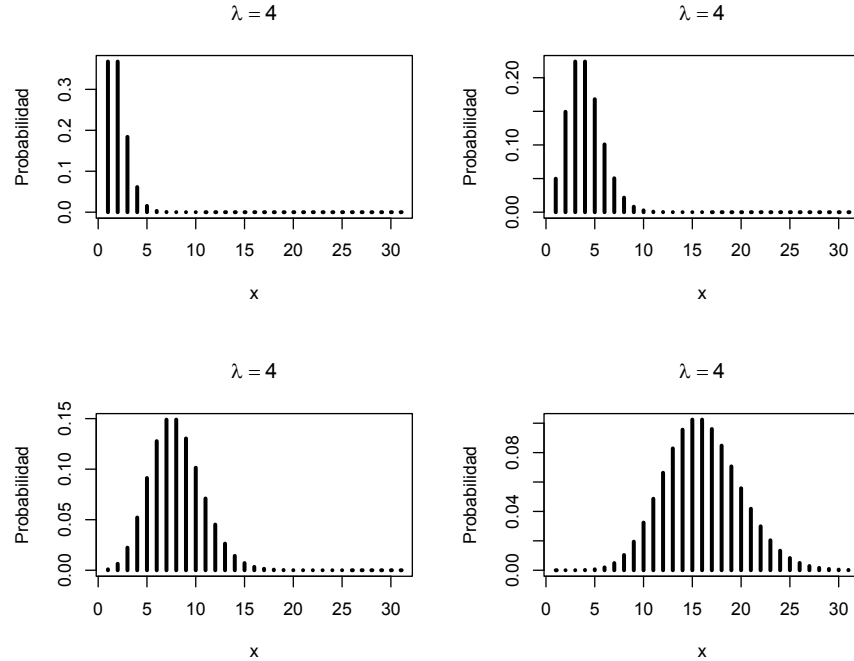 λ = 4
Probabilidad
0.0 0.1 0.2 0.3
0 5 10 15 20 25 30
x
λ = 4
Probabilidad
0.00 0.10 0.20
0 5 10 15 20 25 30
x
λ = 4
Probabilidad
0.00 0.05 0.10 0.15
0 5 10 15 20 25 30
x
λ = 4
Probabilidad
0.00 0.04 0.08
0 5 10 15 20 25 30
x